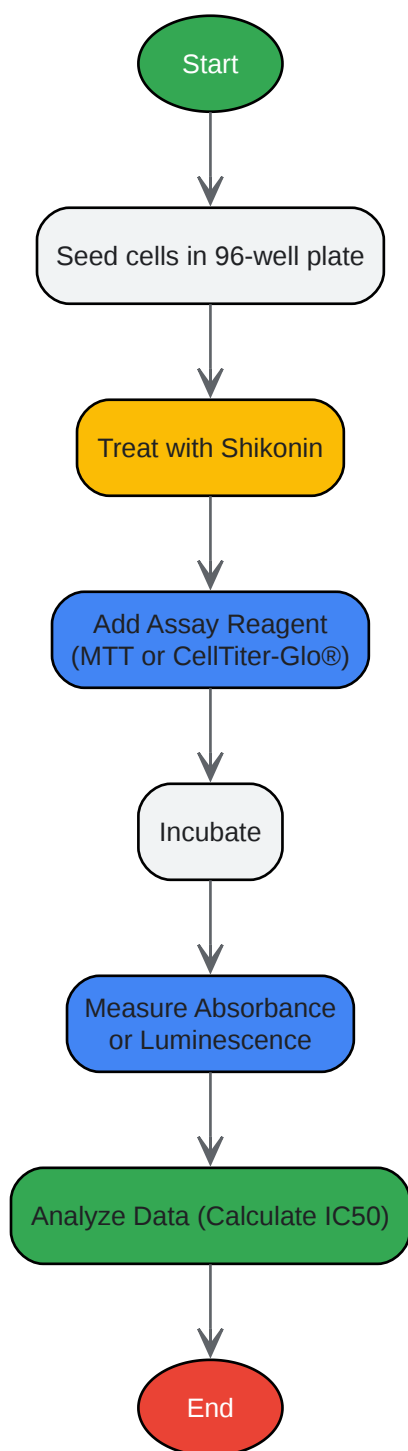 Start
Seed cells in 96-well plate
Treat with Shikonin
Add Assay Reagent
(MTT or CellTiter-Glo®)
Incubate
Measure Absorbance
or Luminescence
Analyze Data (Calculate IC50)
End